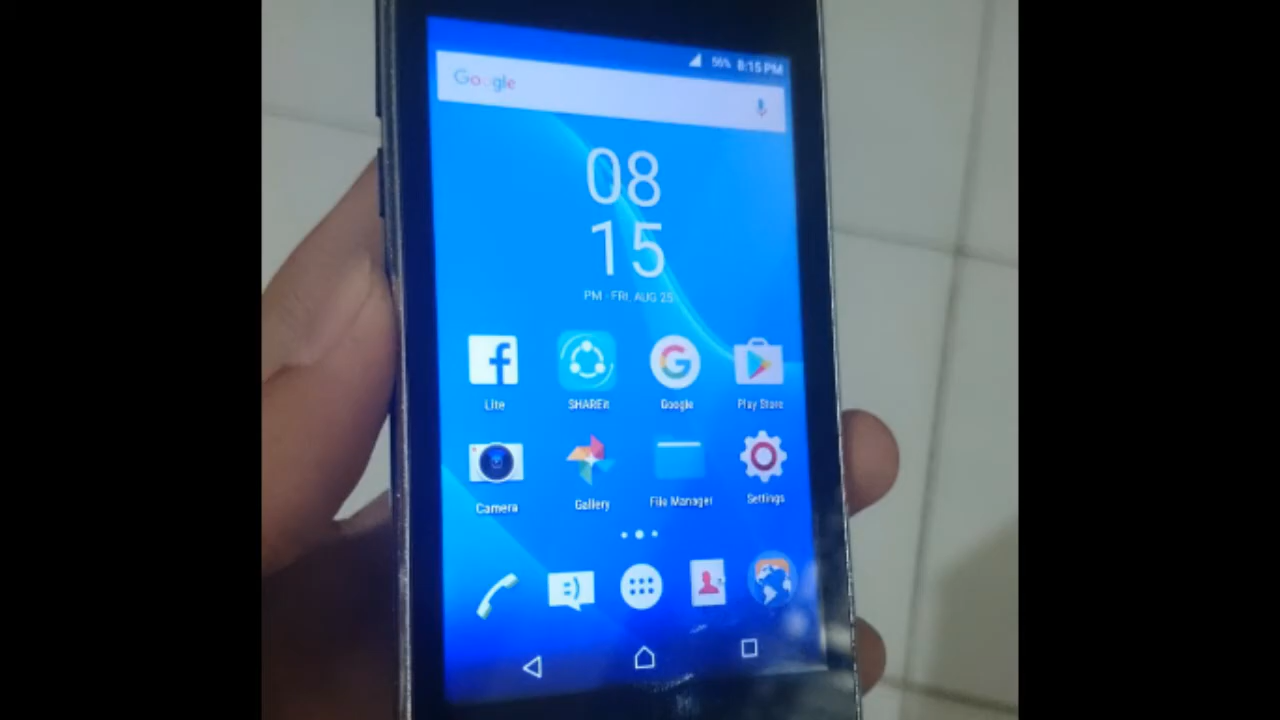 56% 8:15 PM
Google
08
15
PM - FRI, AUG 25
Lite SHAREit Google Play Store
Camera Gallery File Manager Settings